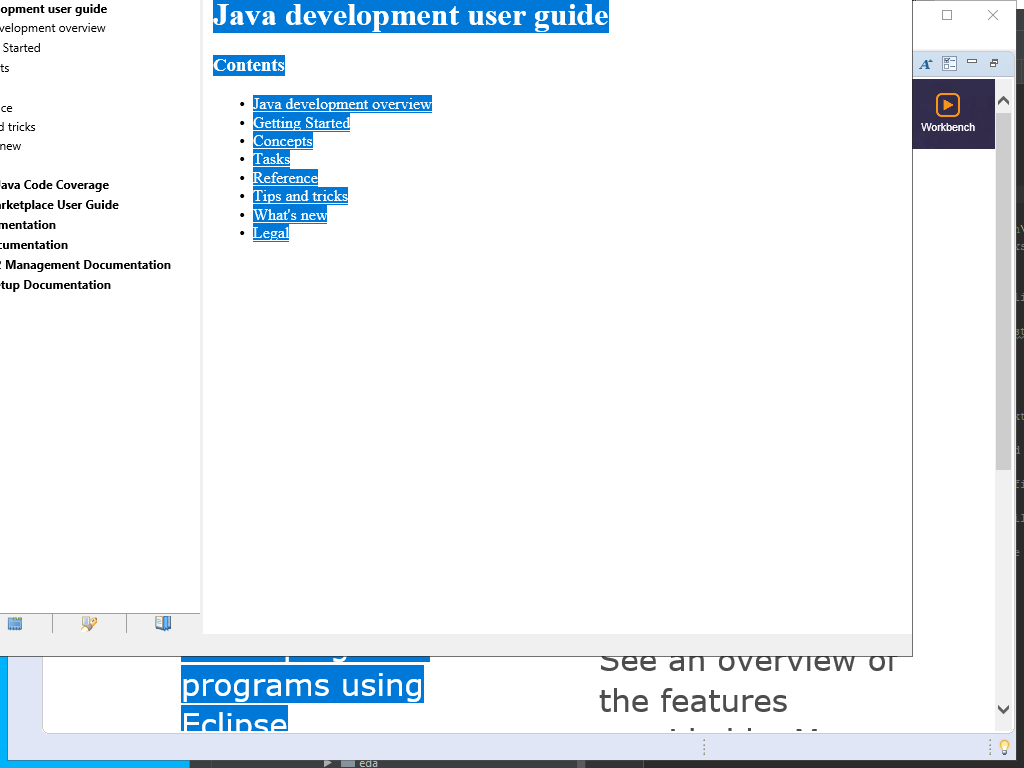 opment user guide
velopment overview
Started
ts
ce
d tricks
new
Java Code Coverage
arketplace User Guide
mentation
cumentation
2 Management Documentation
etup Documentation
Java development user guide
Contents
Java development overview
Getting Started
Concepts
Tasks
Reference
Tips and tricks
What's new
Legal
Workbench
programs using
Eclipse
See an overview of
the features
eda